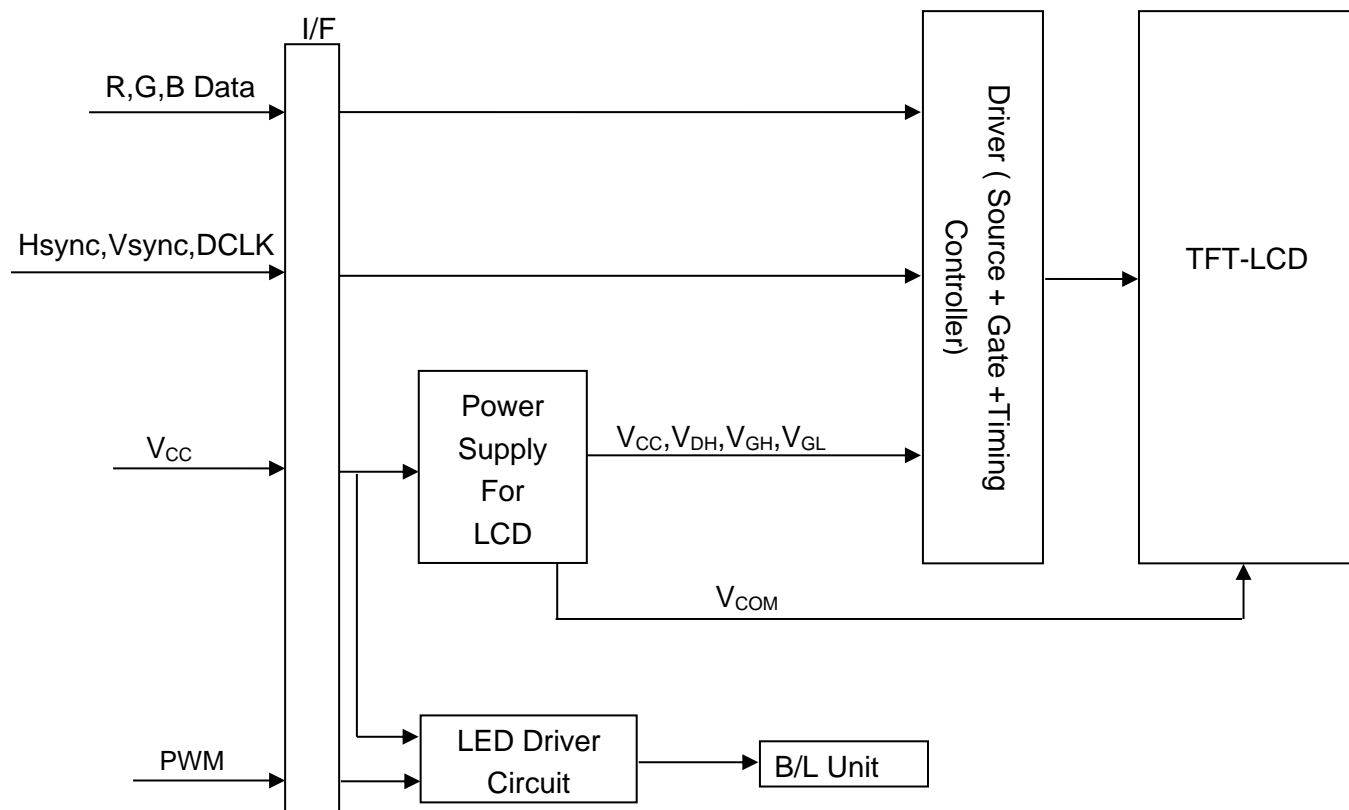 I/F
R,G,B Data
Hsync,Vsync,DCLK
VCC
PWM
Power
Supply
For
LCD
VCC,VDH,VGH,VGL
VCOM
LED Driver
Circuit
B/L Unit
Driver ( Source + Gate +Timing
Controller)
TFT-LCD